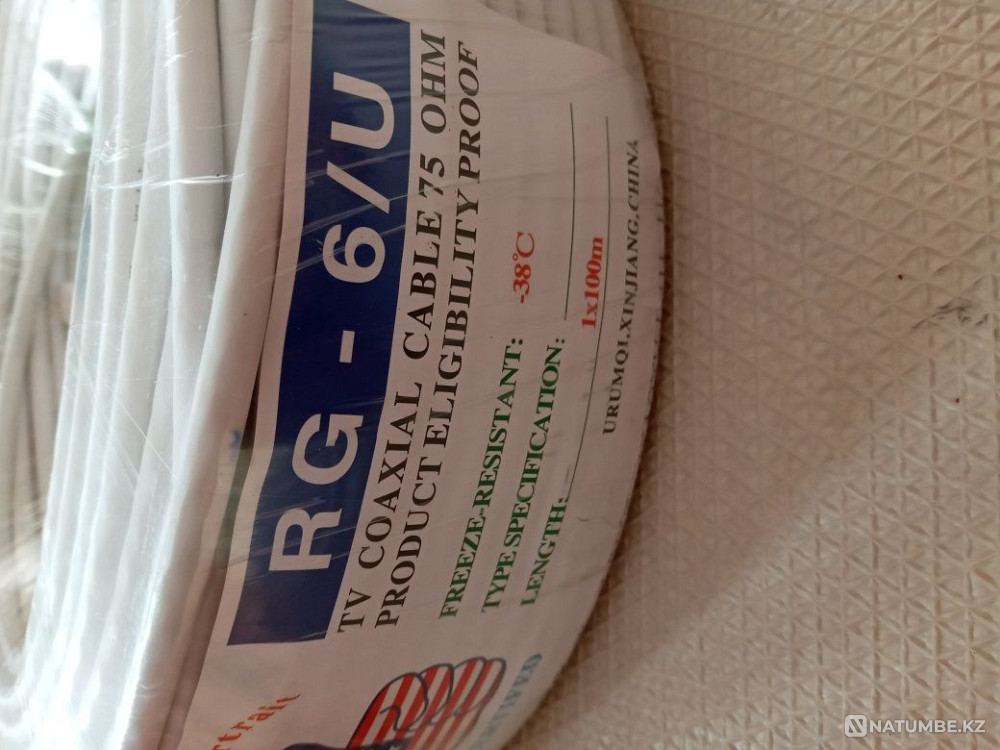 RG - 6/U
TV COAXIAL CABLE 75 OHM
PRODUCT ELIGIBILITY PROOF
FREEZE-RESISTANT: -38℃
TYPE SPECIFICATION:
LENGTH: 1x100m
URUMQI.XINJIANG.CHINA
NATUMBE.KZ